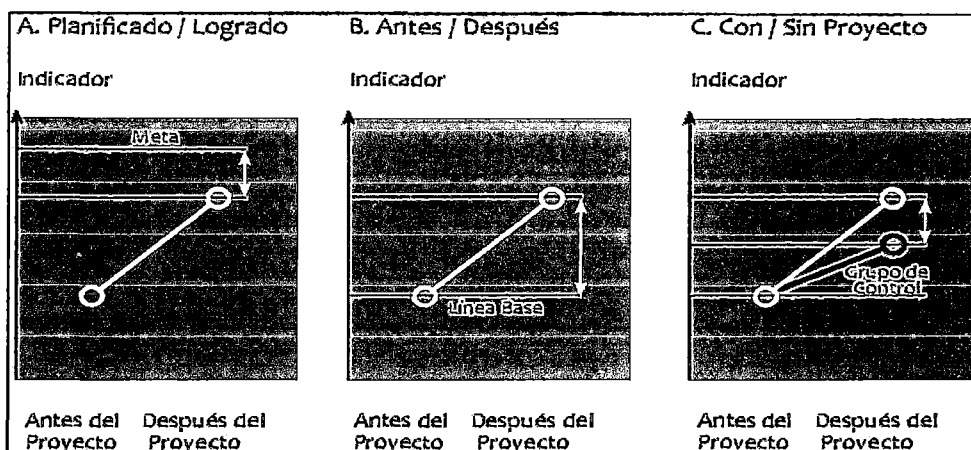 A. Planificado / Logrado
Indicador
Meta
Antes del Después del
Proyecto Proyecto
B. Antes / Después
Indicador
Línea Base
Antes del Después del
Proyecto Proyecto
C. Con / Sin Proyecto
Indicador
Grupo de
Control
Antes del Después del
Proyecto Proyecto